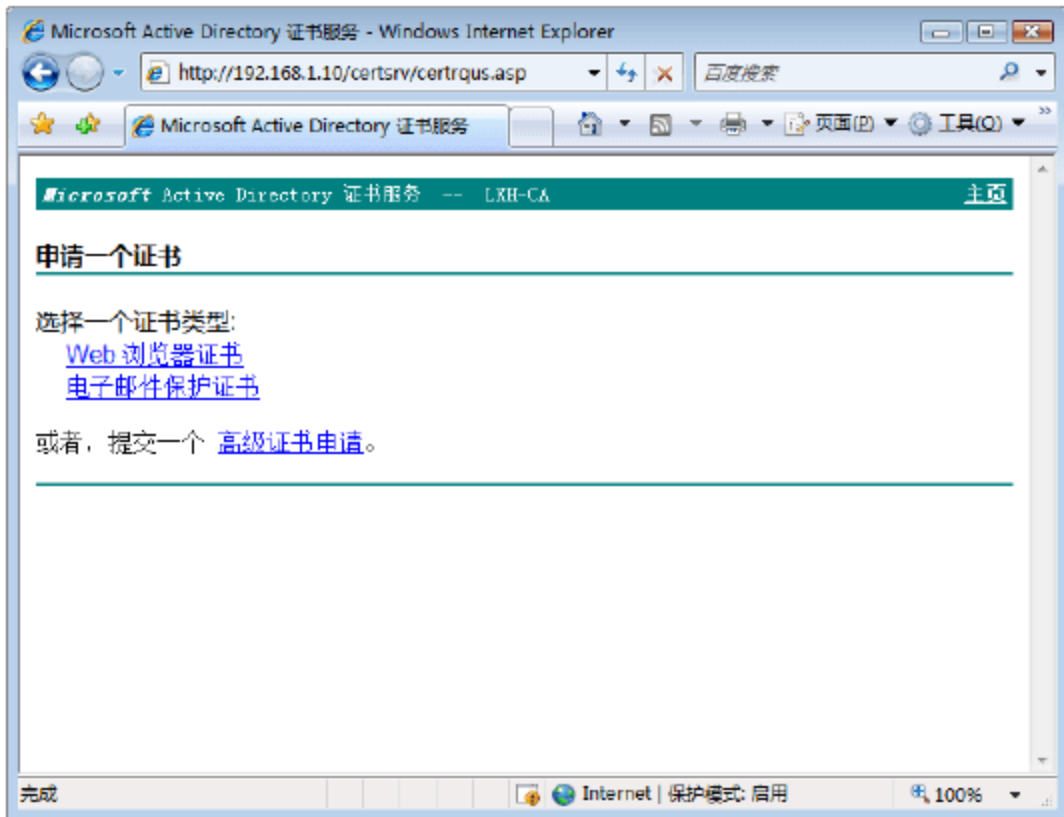 Microsoft Active Directory 证书服务 - Windows Internet Explorer
http://192.168.1.10/certsrv/certrqus.asp 百度搜索
Microsoft Active Directory 证书服务 页面(P) 工具(O)
Microsoft Active Directory 证书服务 -- LXH-CA 主页
申请一个证书
选择一个证书类型:
Web 浏览器证书
电子邮件保护证书
或者，提交一个 高级证书申请。
完成 Internet | 保护模式: 启用 100%